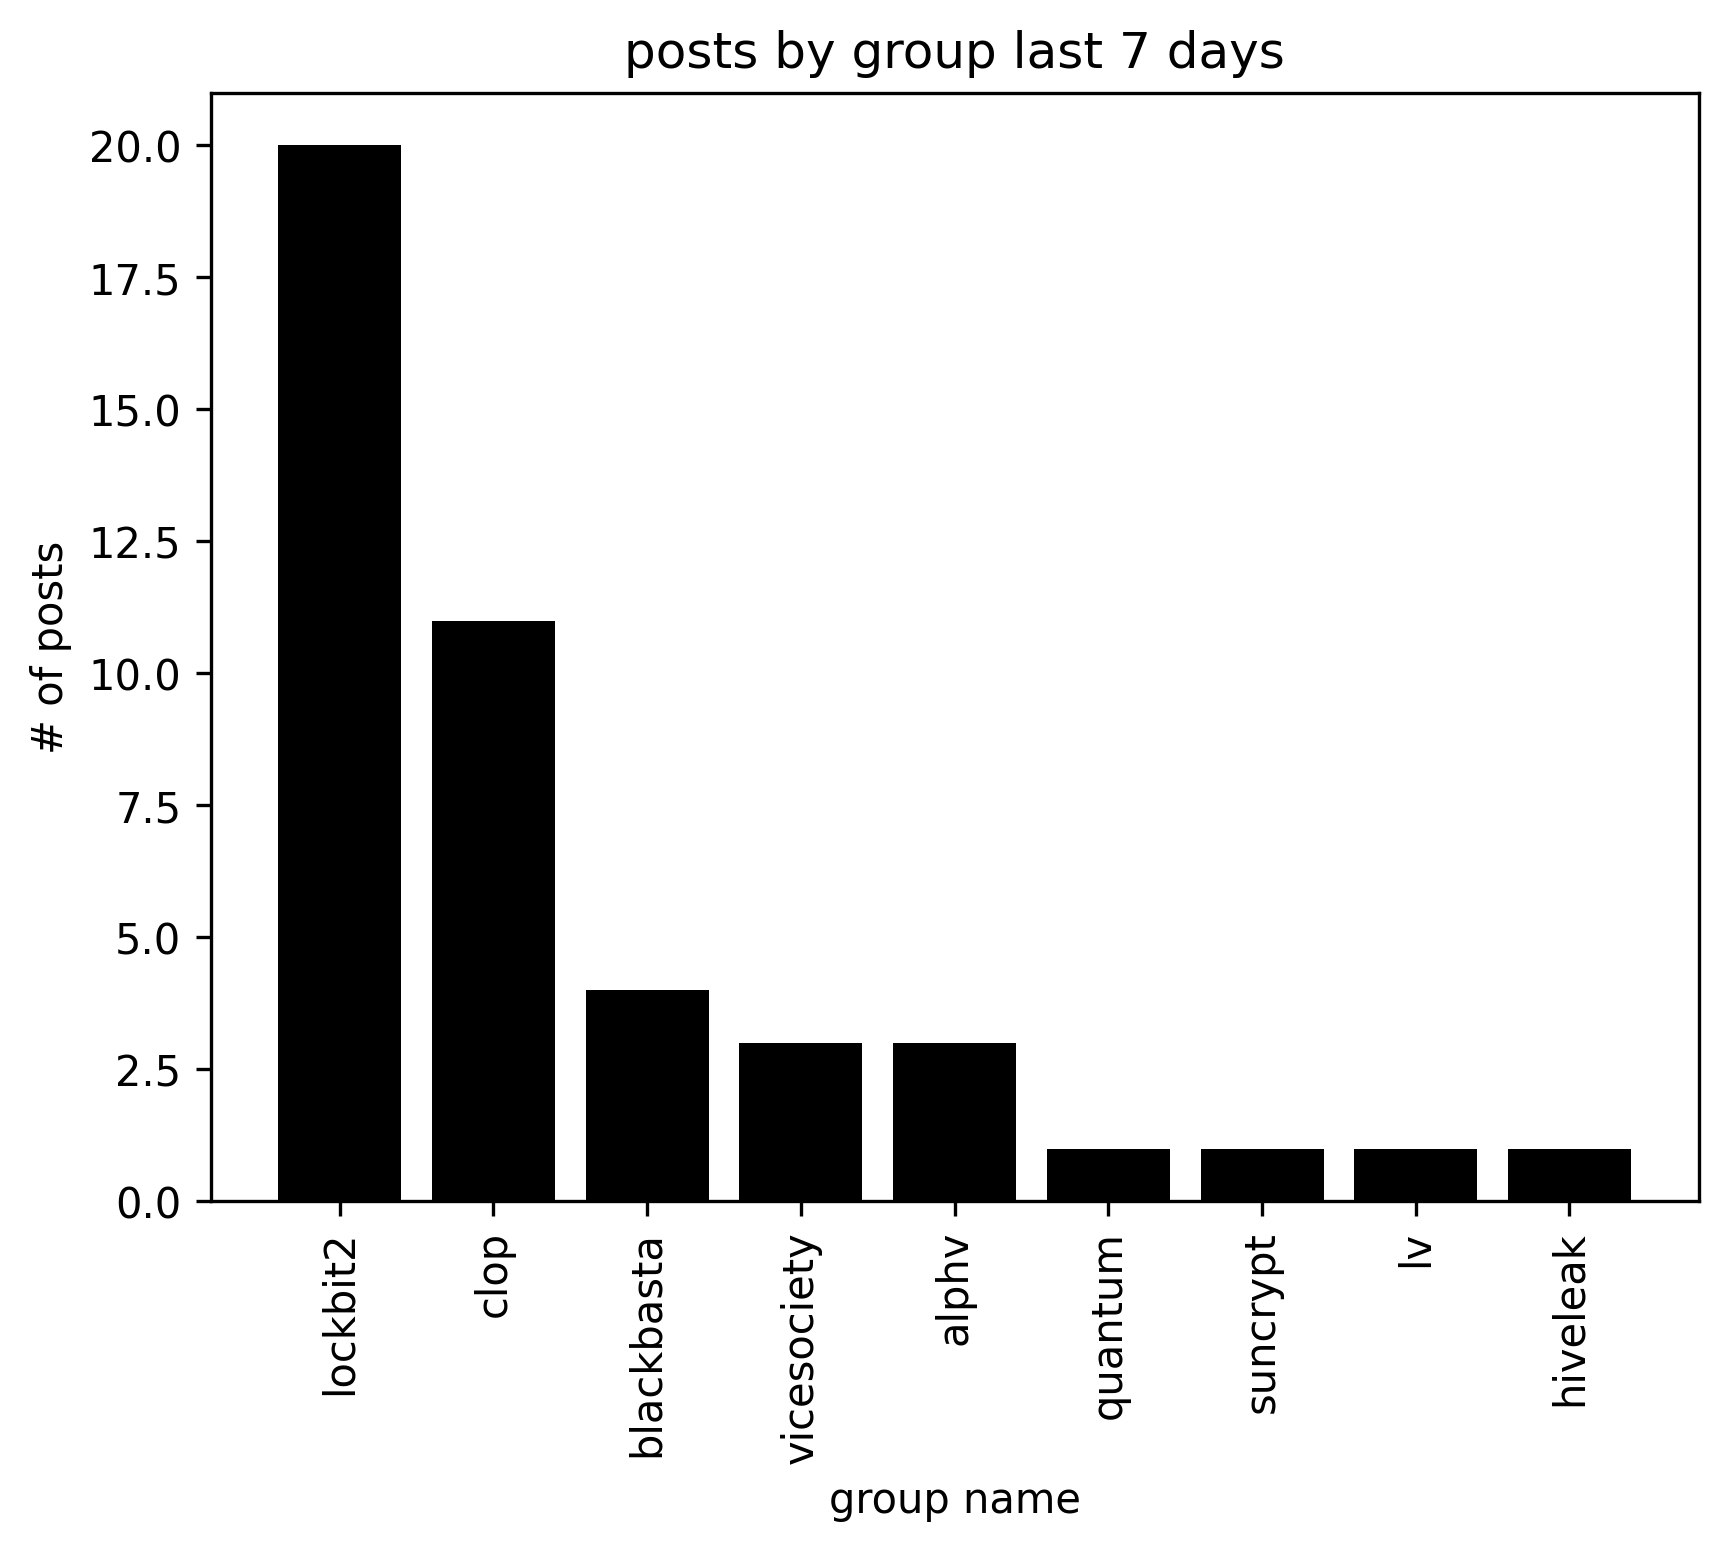 posts by group last 7 days
# of posts
20.0
17.5
15.0
12.5
10.0
7.5
5.0
2.5
0.0
lockbit2
clop
blackbasta
vicesociety
alphv
quantum
suncrypt
lv
hiveleak
group name